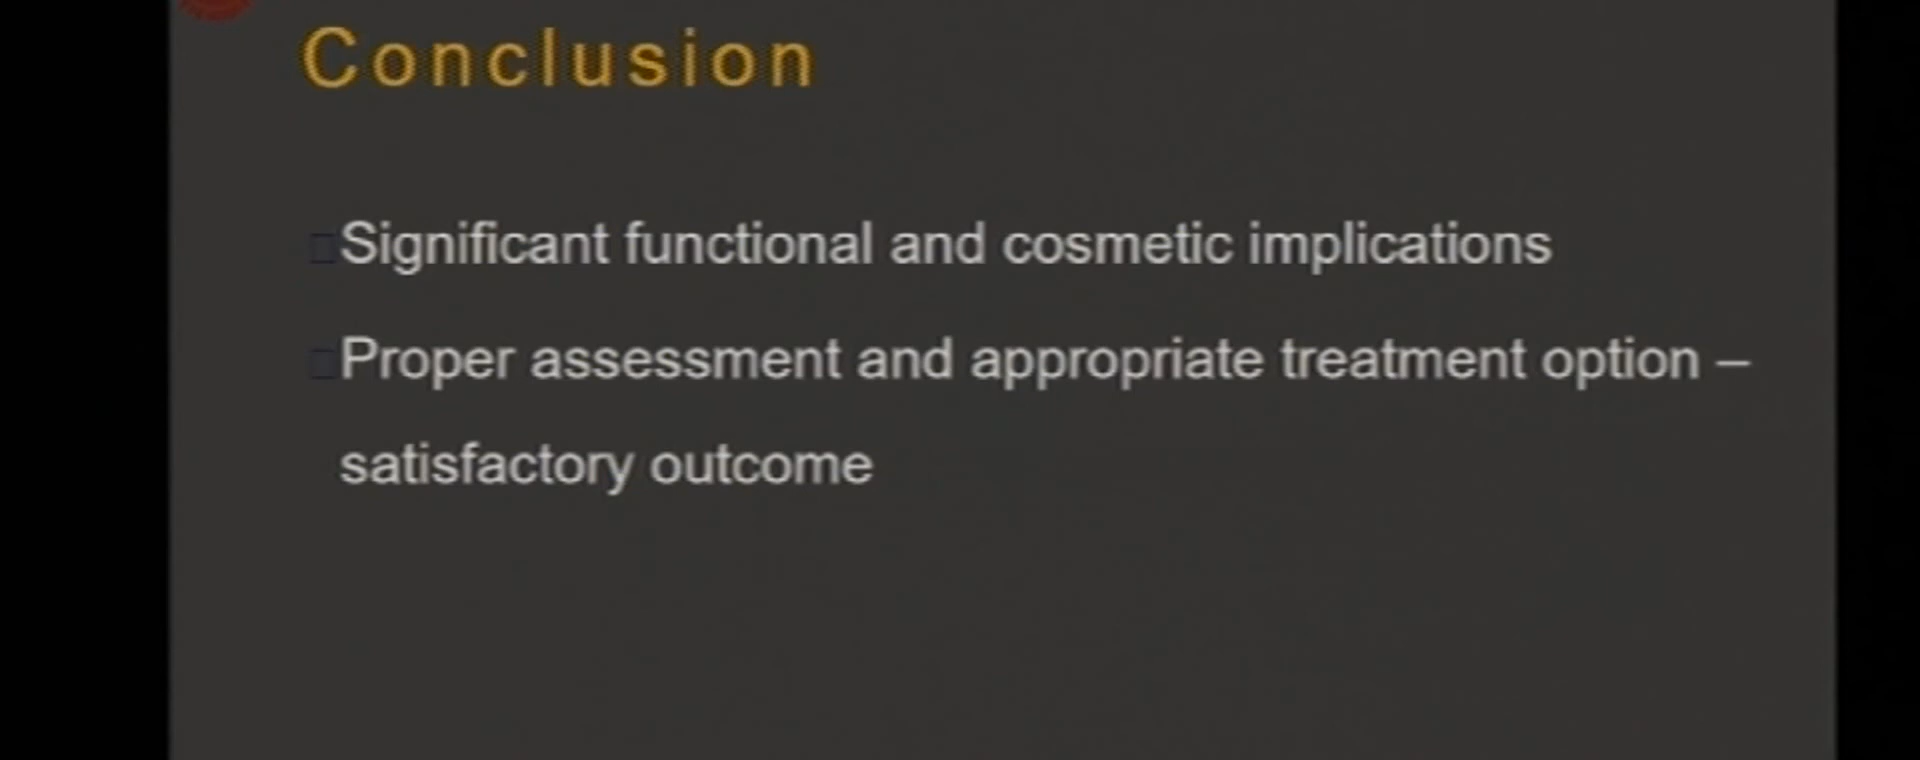 Conclusion
Significant functional and cosmetic implications
Proper assessment and appropriate treatment option –
satisfactory outcome